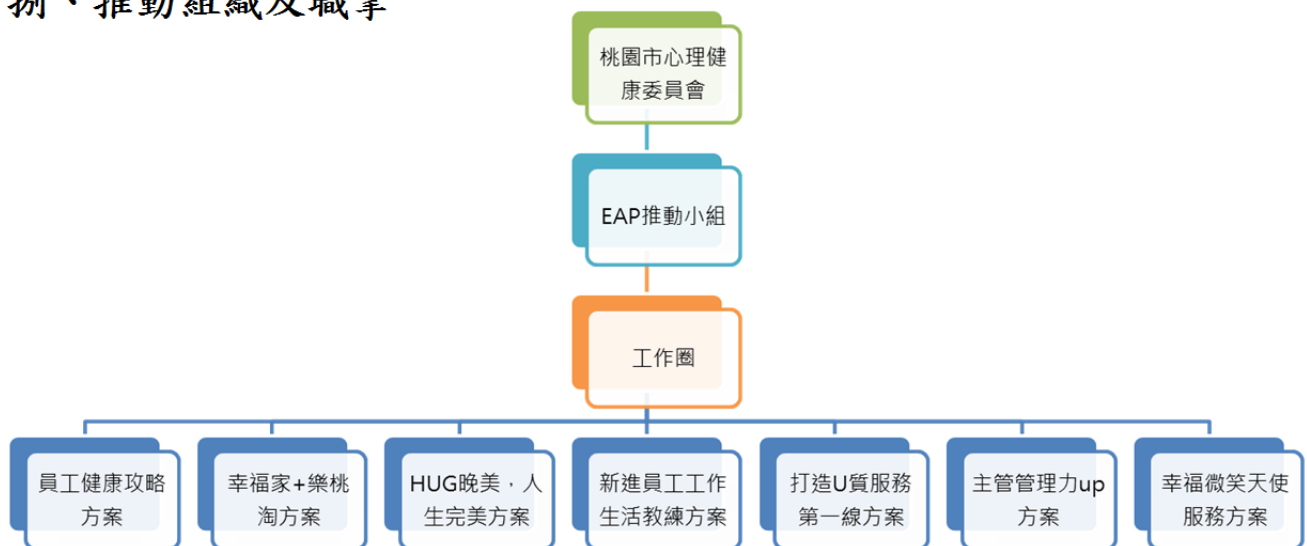 捌、推動組織及職掌
桃園市心理健
康委員會
EAP推動小組
工作圈
員工健康攻略
方案
幸福家+樂桃
淘方案
HUG晚美，人
生完美方案
新進員工工作
生活教練方案
打造U質服務
第一線方案
主管管理力up
方案
幸福微笑天使
服務方案